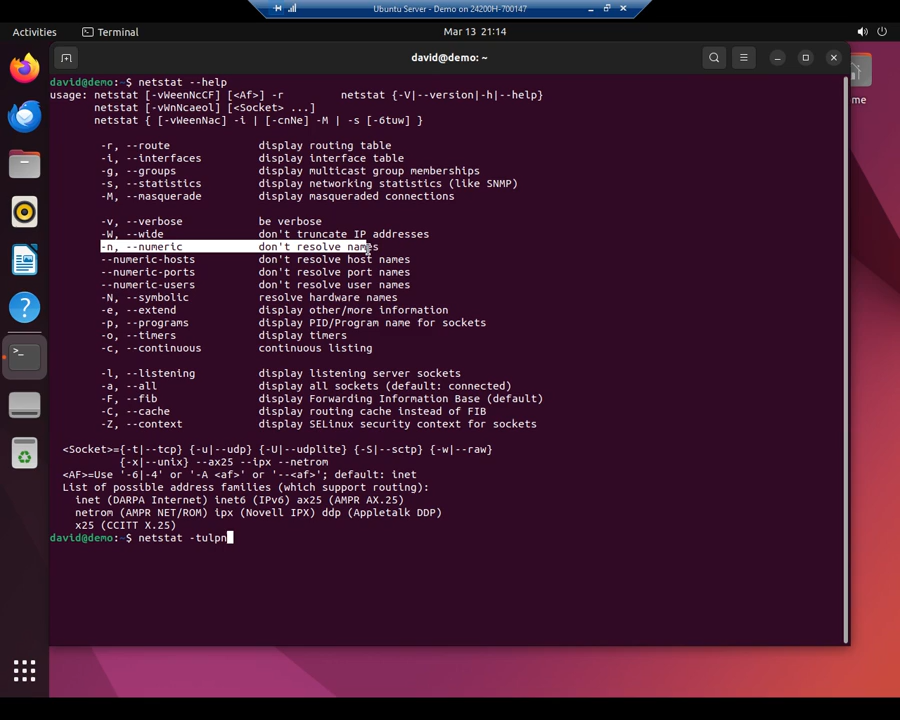 Ubuntu Server - Demo on 24200H-700147
Activities
Terminal
Mar 13 21:14
david@demo: ~
david@demo:~$ netstat --help
usage: netstat [-vWeenNcCF] [<Af>] -r netstat {-V|--version|-h|--help}
netstat [-vWnNcaeol] [<Socket> ...]
netstat { [-vWeenNac] -i | [-cnNe] -M | -s [-6tuw] }
-r, --route display routing table
-i, --interfaces display interface table
-g, --groups display multicast group memberships
-s, --statistics display networking statistics (like SNMP)
-M, --masquerade display masqueraded connections
-v, --verbose be verbose
-W, --wide don't truncate IP addresses
-n, --numeric don't resolve names
--numeric-hosts don't resolve host names
--numeric-ports don't resolve port names
--numeric-users don't resolve user names
-N, --symbolic resolve hardware names
-e, --extend display other/more information
-p, --programs display PID/Program name for sockets
-o, --timers display timers
-c, --continuous continuous listing
-l, --listening display listening server sockets
-a, --all display all sockets (default: connected)
-F, --fib display Forwarding Information Base (default)
-C, --cache display routing cache instead of FIB
-Z, --context display SELinux security context for sockets
<Socket>={-t|--tcp} {-u|--udp} {-U|--udplite} {-S|--sctp} {-w|--raw}
{-x|--unix} --ax25 --ipx --netrom
<AF>=Use '-6|-4' or '-A <af>' or '--<af>'; default: inet
List of possible address families (which support routing):
inet (DARPA Internet) inet6 (IPv6) ax25 (AMPR AX.25)
netrom (AMPR NET/ROM) ipx (Novell IPX) ddp (Appletalk DDP)
x25 (CCITT X.25)
david@demo:~$ netstat -tulpn
me